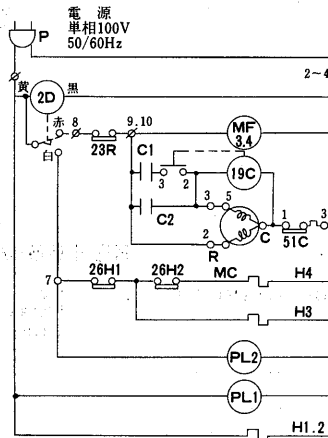 電源
単相100V
50/60Hz
P
2~4
黄 2D 黒
赤 8 9.10
23R
MF
3.4
白
C1
3 2
19C
C2
3 5
C
1 3
51C
2
R
MC
7
26H1 26H2
H4
H3
PL2
PL1
H1.2